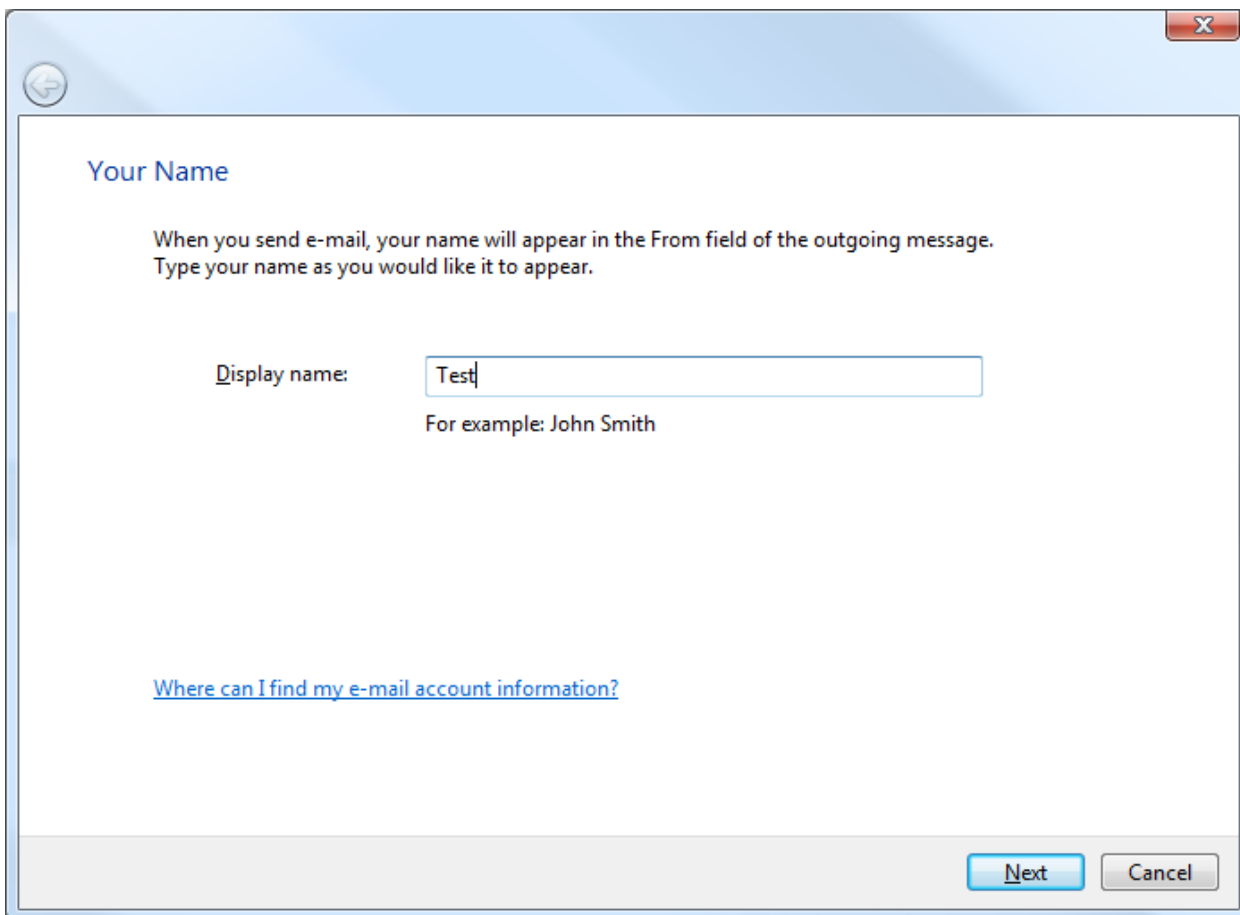 Your Name
When you send e-mail, your name will appear in the From field of the outgoing message.
Type your name as you would like it to appear.
Display name:
Test
For example: John Smith
Where can I find my e-mail account information?
Next
Cancel